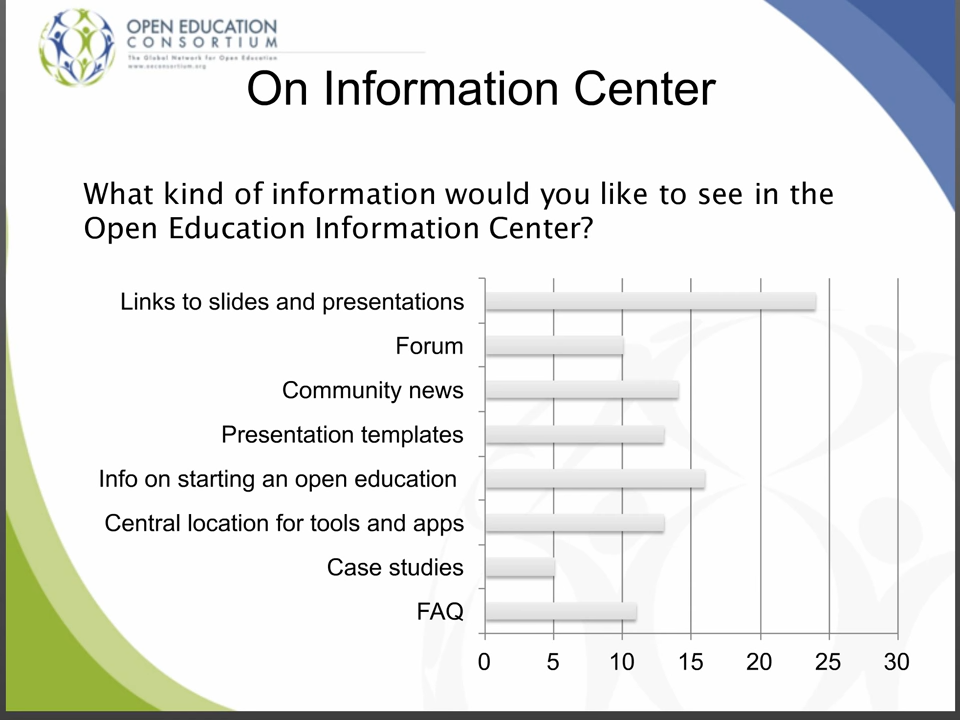 OPEN EDUCATION
CONSORTIUM
The Global Network for Open Education
www.oeconsortium.org
On Information Center
What kind of information would you like to see in the
Open Education Information Center?
Links to slides and presentations
Forum
Community news
Presentation templates
Info on starting an open education
Central location for tools and apps
Case studies
FAQ
0 5 10 15 20 25 30